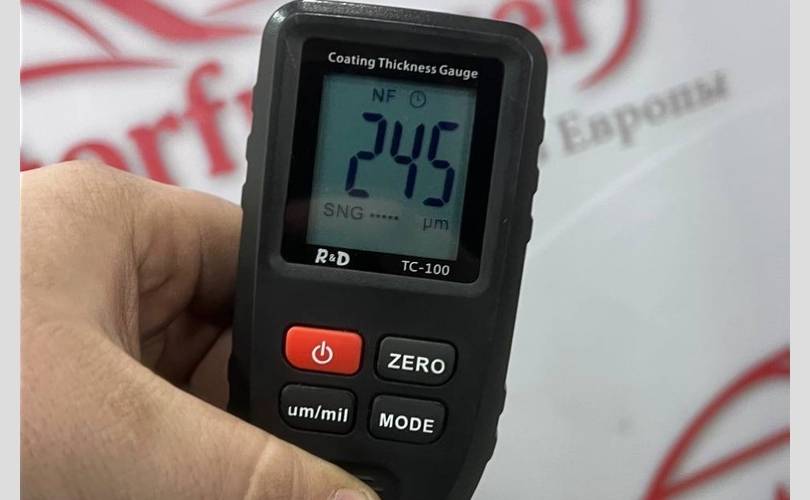 Coating Thickness Gauge
NF
245
SNG -----
µm
R&D TC-100
ZERO
um/mil
MODE
Европы